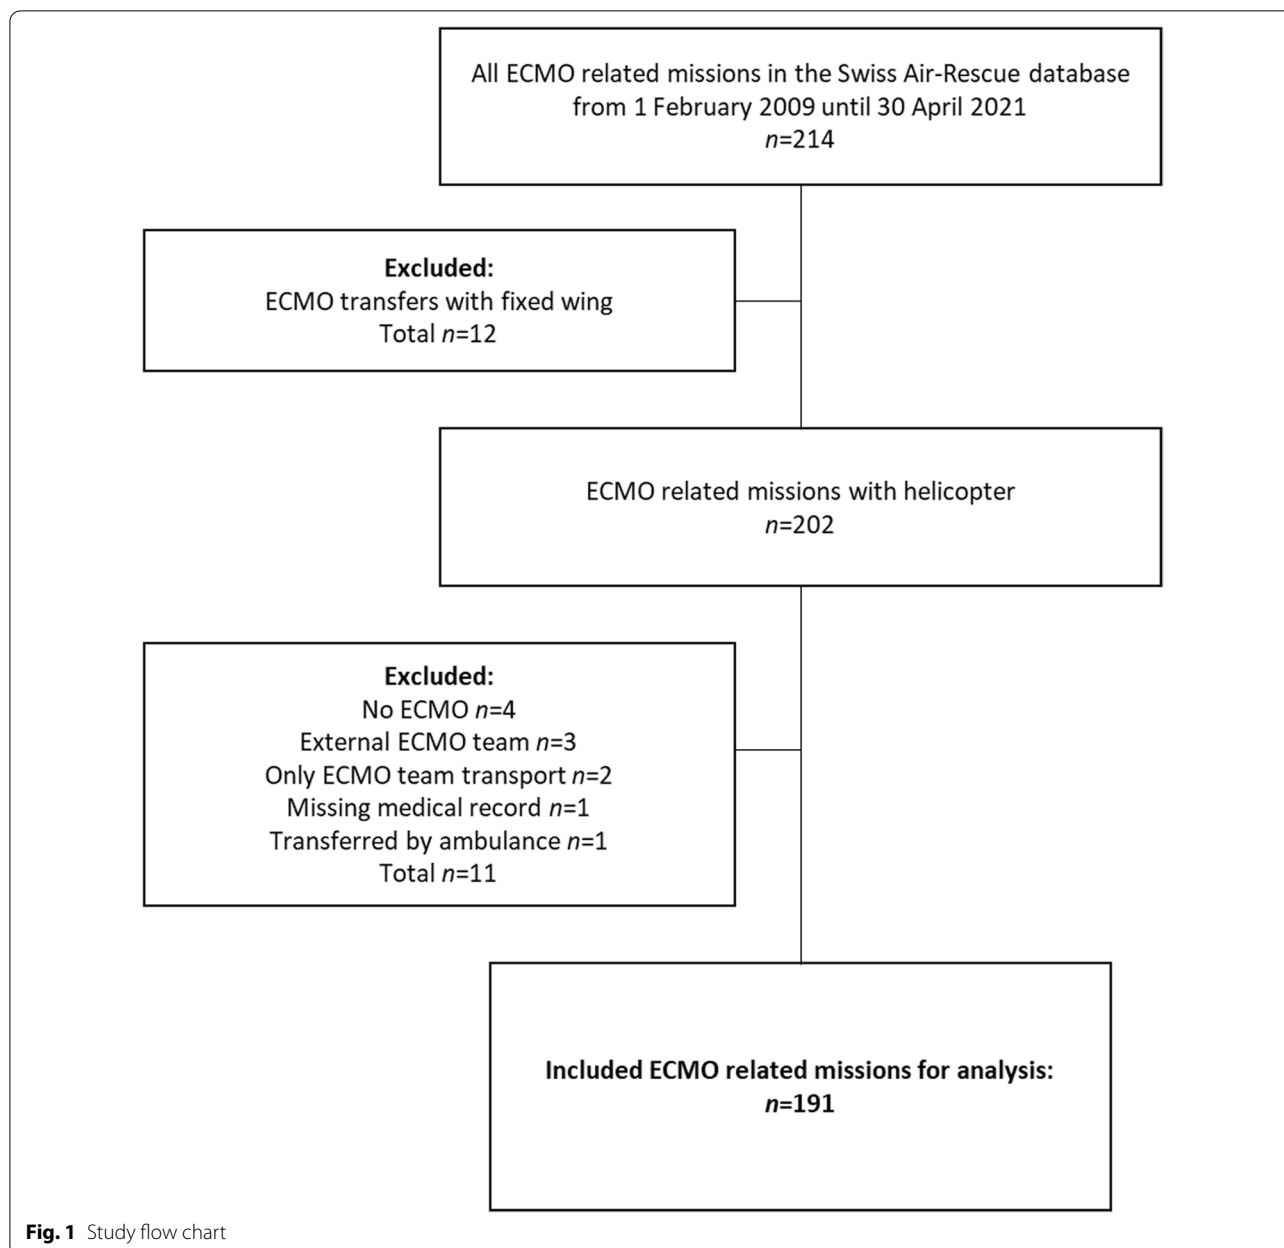 All ECMO related missions in the Swiss Air-Rescue database
from 1 February 2009 until 30 April 2021
n=214
Excluded:
ECMO transfers with fixed wing
Total n=12
ECMO related missions with helicopter
n=202
Excluded:
No ECMO n=4
External ECMO team n=3
Only ECMO team transport n=2
Missing medical record n=1
Transferred by ambulance n=1
Total n=11
Included ECMO related missions for analysis:
n=191
Fig. 1 Study flow chart